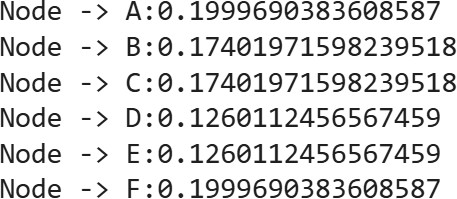 Node -> A:0.1999690383608587
Node -> B:0.17401971598239518
Node -> C:0.17401971598239518
Node -> D:0.1260112456567459
Node -> E:0.1260112456567459
Node -> F:0.1999690383608587